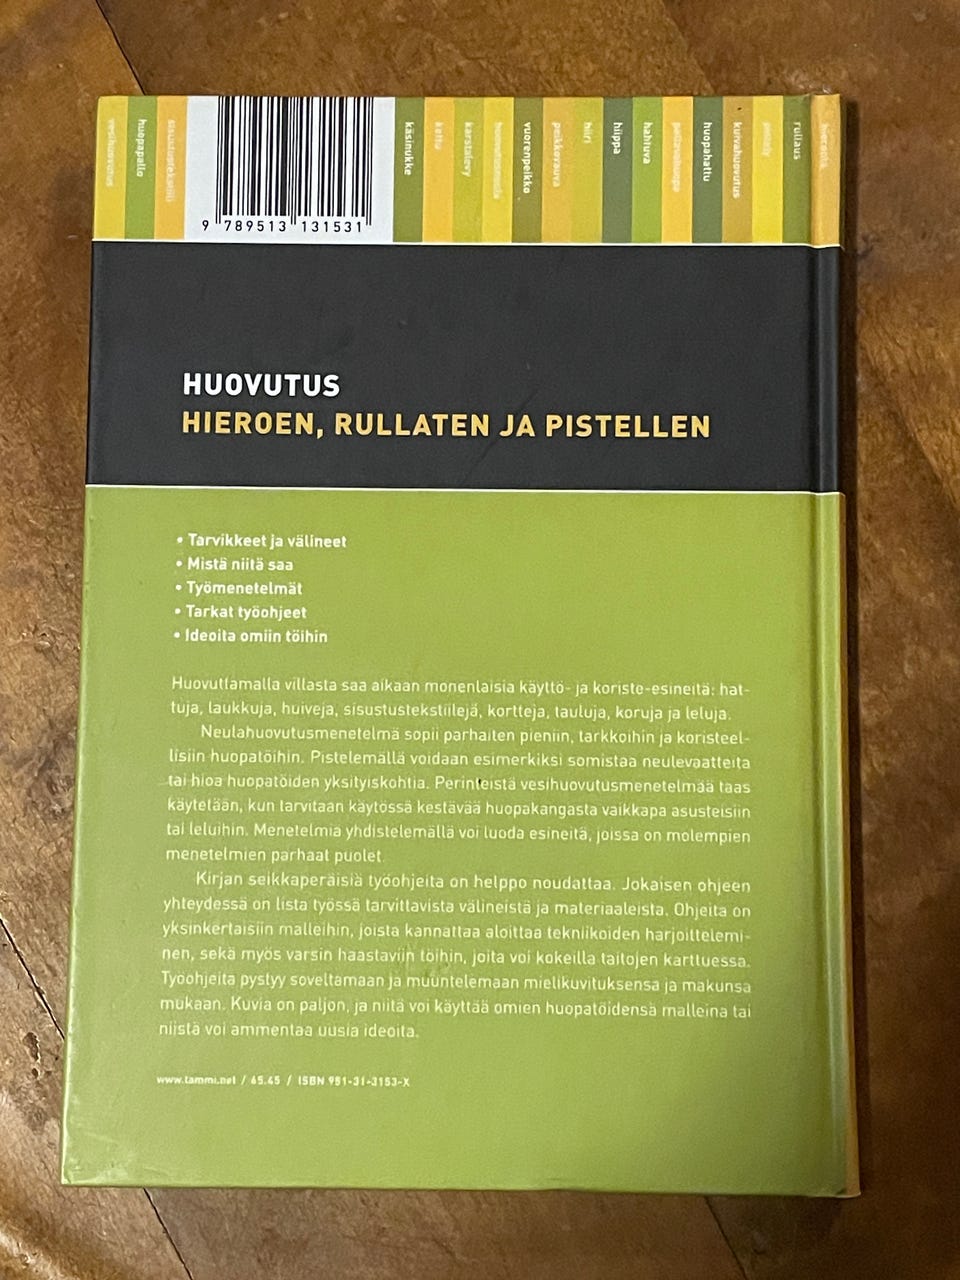 vesihuovutus
huopapallo
sisustustekstiili
9 789513 131531
käsinukke
kettu
karstalevy
huovutusneula
vuorenpeikko
peikkovauva
hiiri
hiippa
hahtuva
huopahattu
kuivahuovutus
rullaus
hieronta
HUOVUTUS
HIEROEN, RULLATEN JA PISTELLEN
• Tarvikkeet ja välineet
• Mistä niitä saa
• Työmenetelmät
• Tarkat työohjeet
• Ideoita omiin töihin
Huovuttamalla villasta saa aikaan monenlaisia käyttö- ja koriste-esineitä: hat-
tuja, laukkuja, huiveja, sisustustekstiilejä, kortteja, tauluja, koruja ja leluja.
Neulahuovutusmenetelmä sopii parhaiten pieniin, tarkkoihin ja koristeel-
lisiin huopatöihin. Pistelemällä voidaan esimerkiksi somistaa neulevaatteita
tai hioa huopatöiden yksityiskohtia. Perinteistä vesihuovutusmenetelmää taas
käytetään, kun tarvitaan käytössä kestävää huopakangasta vaikkapa asusteisiin
tai leluihin. Menetelmiä yhdistelemällä voi luoda esineitä, joissa on molempien
menetelmien parhaat puolet.
Kirjan seikkaperäisiä työohjeita on helppo noudattaa. Jokaisen ohjeen
yhteydessä on lista työssä tarvittavista välineistä ja materiaaleista. Ohjeita on
yksinkertaisiin malleihin, joista kannattaa aloittaa tekniikoiden harjoittelemi-
nen, sekä myös varsin haastaviin töihin, joita voi kokeilla taitojen karttuessa.
Työohjeita pystyy soveltamaan ja muuntelemaan mielikuvituksensa ja makunsa
mukaan. Kuvia on paljon, ja niitä voi käyttää omien huopatöidensä malleina tai
niistä voi ammentaa uusia ideoita.
www.tammi.net / 65.45 / ISBN 951-31-3153-X